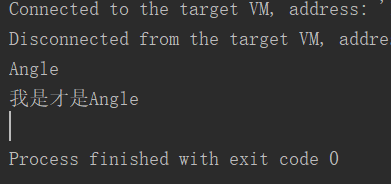 Connected to the target VM, address: '
Disconnected from the target VM, addre
Angle
我是才是Angle
Process finished with exit code 0